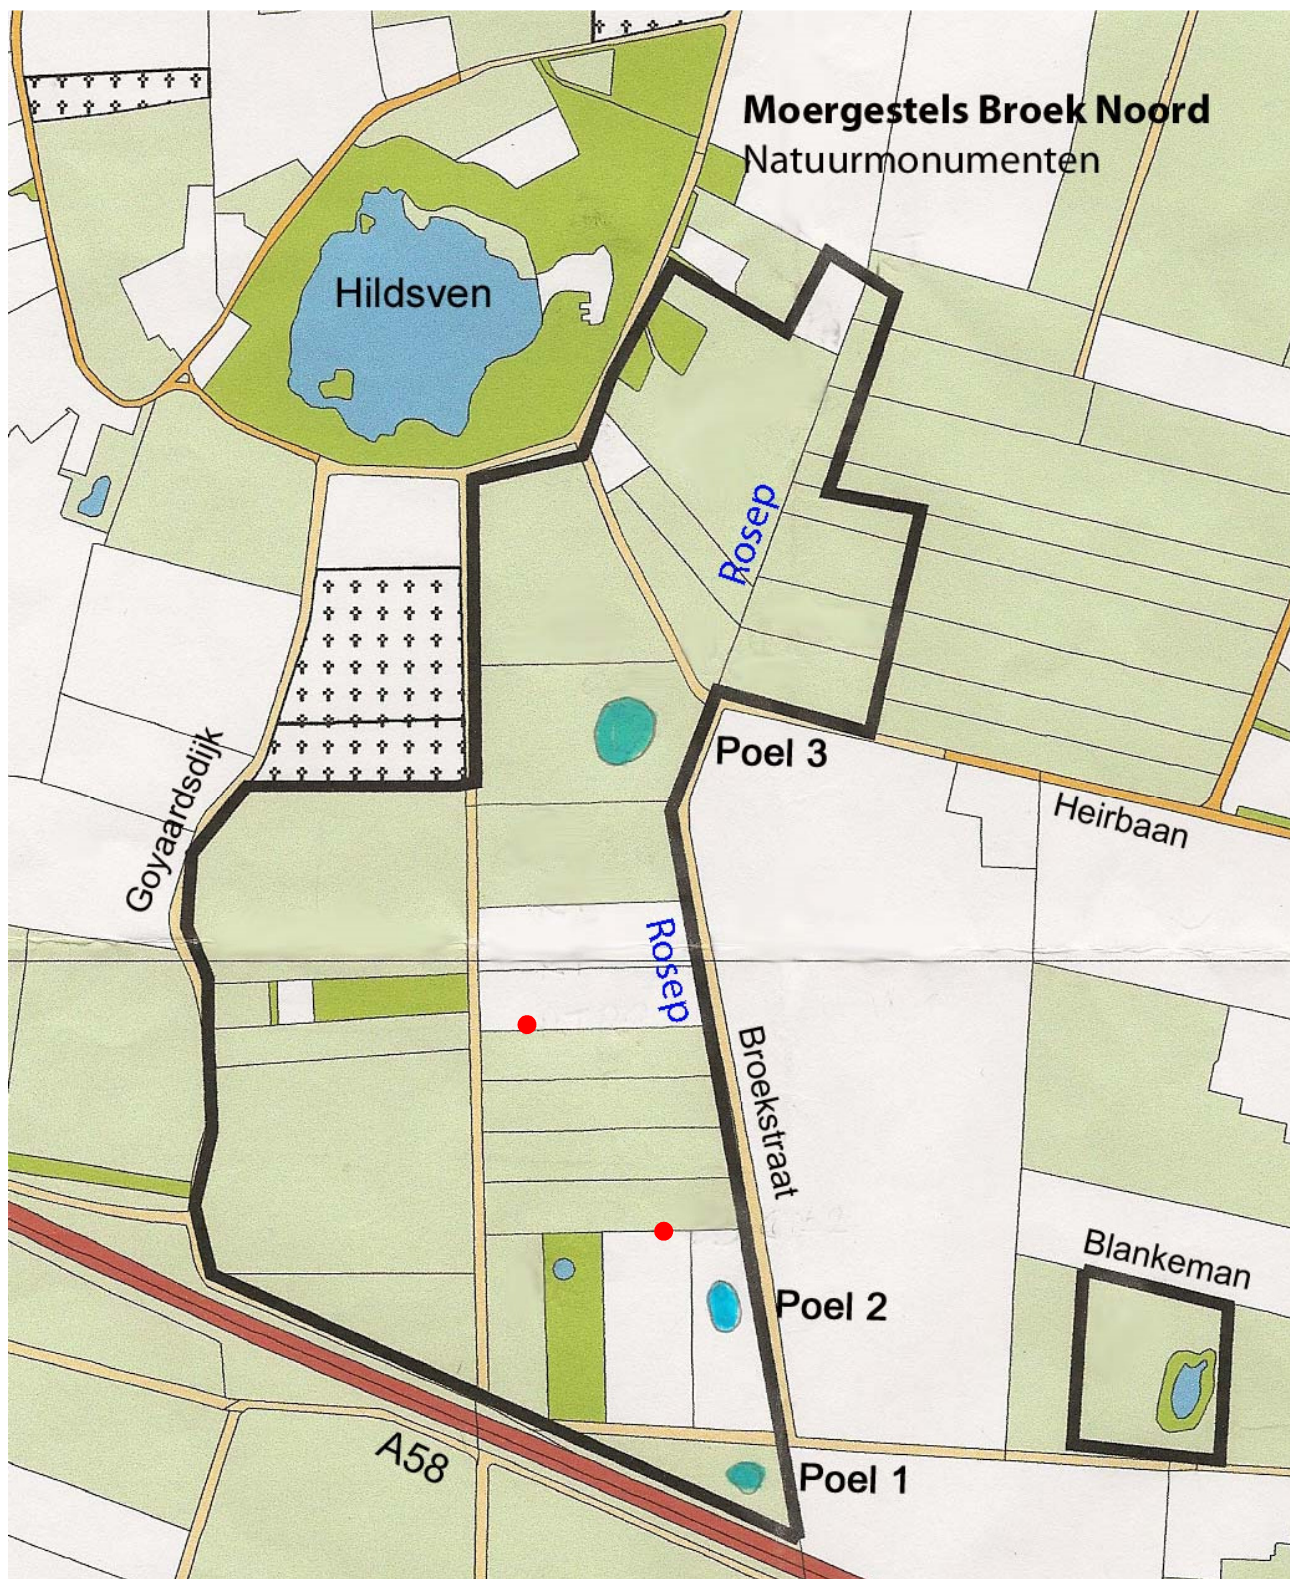 Moergestels Broek Noord
Natuurmonumenten
Hildsven
Rosep
Poel 3
Goyaardsdijk
Heirbaan
Rosep
Broekstraat
Blankeman
Poel 2
A58
Poel 1